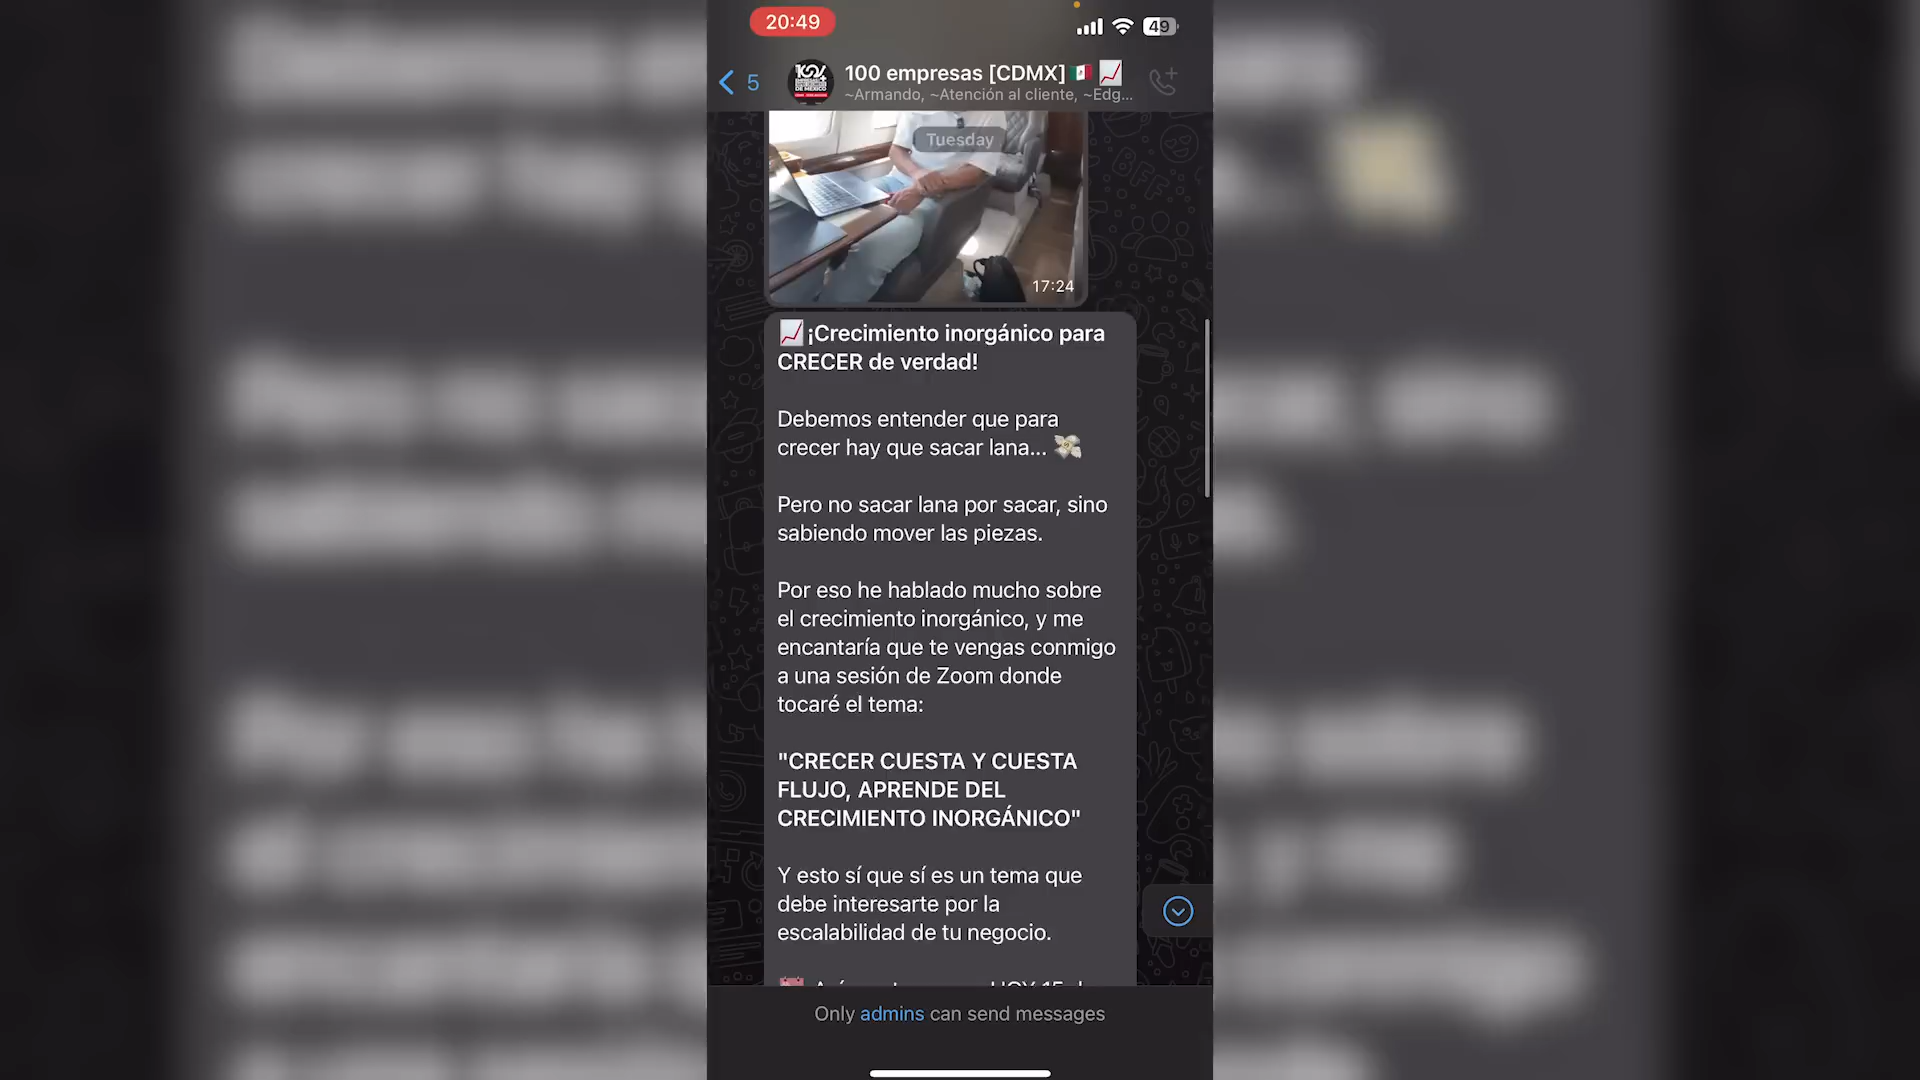 20:49
49
5
100 empresas [CDMX]🇲🇽📈
~Armando, ~Atención al cliente, ~Edg...
Tuesday
17:24
📈¡Crecimiento inorgánico para
CRECER de verdad!
Debemos entender que para
crecer hay que sacar lana... 💸
Pero no sacar lana por sacar, sino
sabiendo mover las piezas.
Por eso he hablado mucho sobre
el crecimiento inorgánico, y me
encantaría que te vengas conmigo
a una sesión de Zoom donde
tocaré el tema:
"CRECER CUESTA Y CUESTA
FLUJO, APRENDE DEL
CRECIMIENTO INORGÁNICO"
Y esto sí que sí es un tema que
debe interesarte por la
escalabilidad de tu negocio.
HOY 15
Only admins can send messages